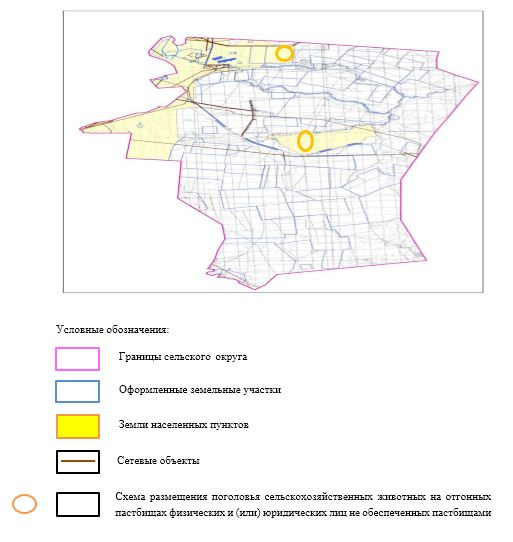 Условные обозначения:
Границы сельского округа
Оформленные земельные участки
Земли населенных пунктов
Сетевые объекты
Схема размещения поголовья сельскохозяйственных животных на отгонных
пастбищах физических и (или) юридических лиц не обеспеченных пастбищами